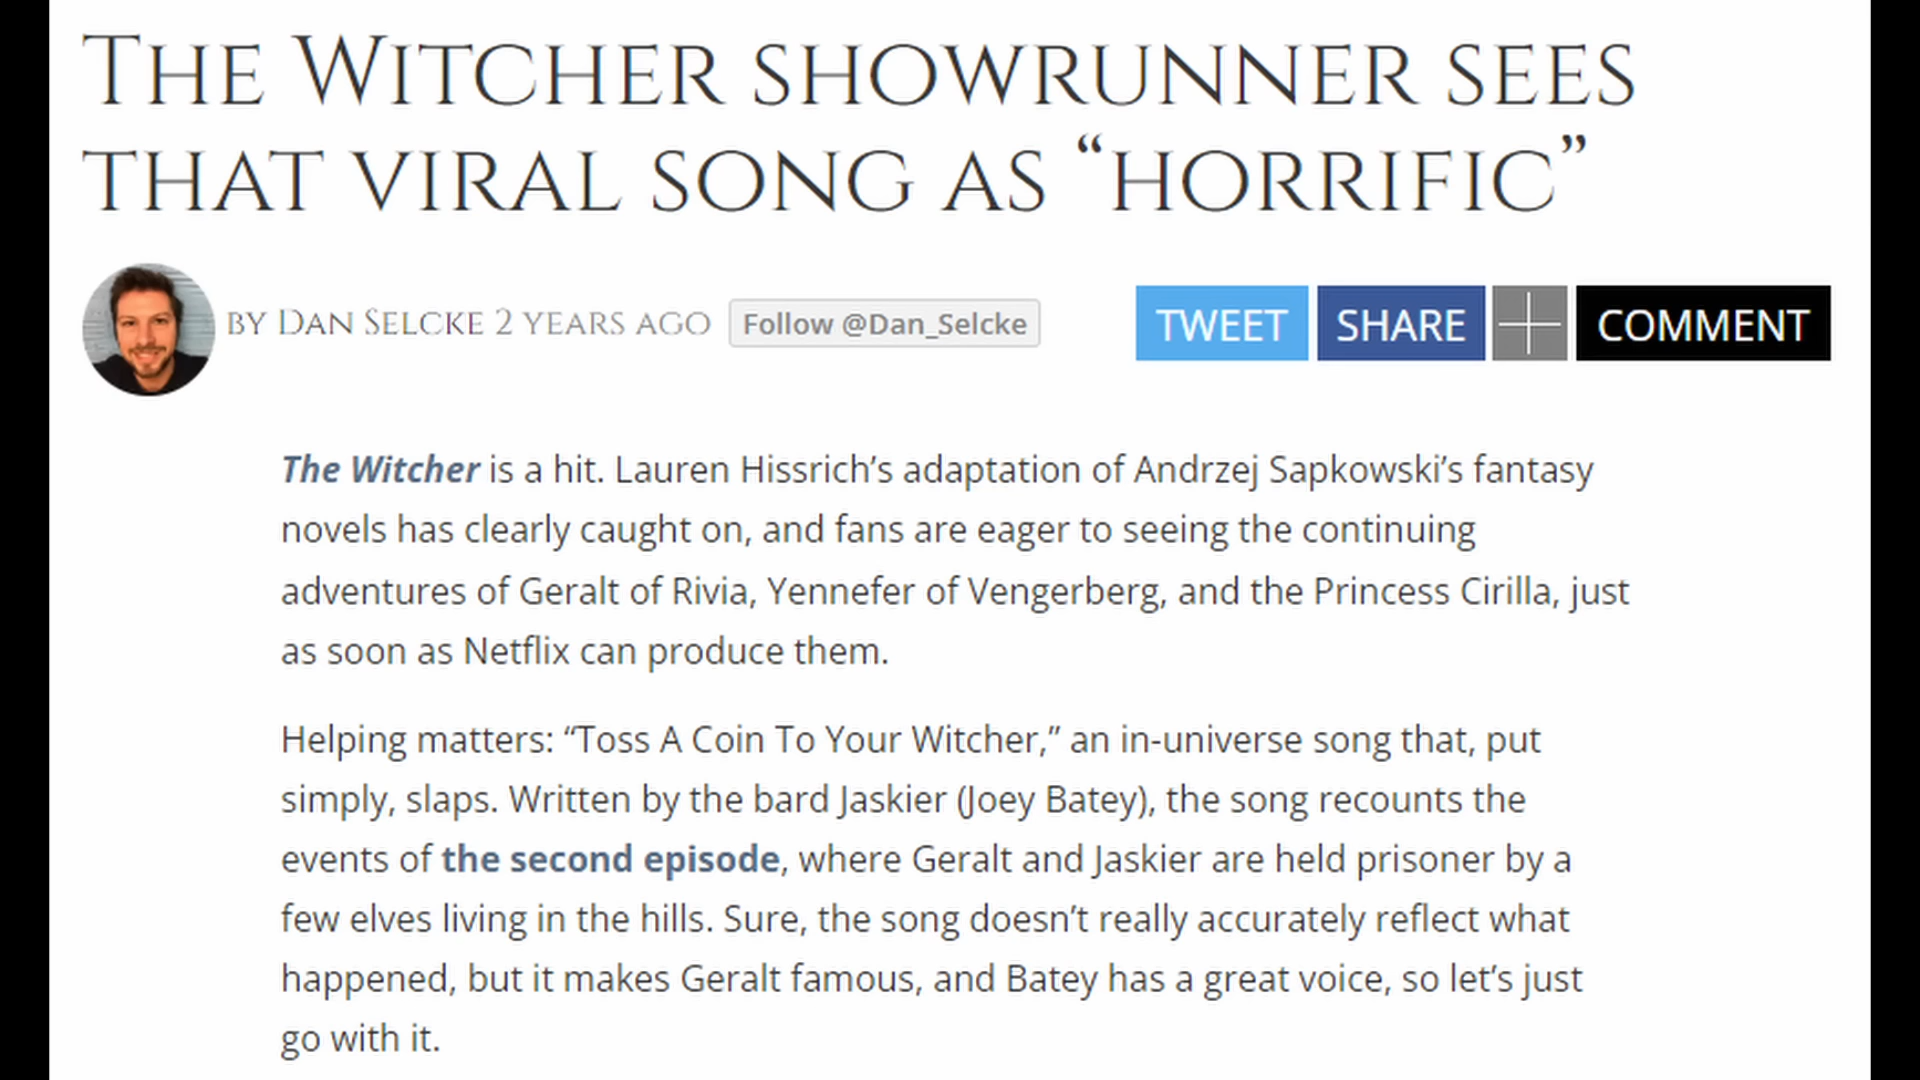 THE WITCHER SHOWRUNNER SEES
THAT VIRAL SONG AS “HORRIFIC”
BY DAN SELCKE 2 YEARS AGO Follow @Dan_Selcke TWEET SHARE COMMENT
The Witcher is a hit. Lauren Hissrich’s adaptation of Andrzej Sapkowski’s fantasy
novels has clearly caught on, and fans are eager to seeing the continuing
adventures of Geralt of Rivia, Yennefer of Vengerberg, and the Princess Cirilla, just
as soon as Netflix can produce them.
Helping matters: “Toss A Coin To Your Witcher,” an in-universe song that, put
simply, slaps. Written by the bard Jaskier (Joey Batey), the song recounts the
events of the second episode, where Geralt and Jaskier are held prisoner by a
few elves living in the hills. Sure, the song doesn’t really accurately reflect what
happened, but it makes Geralt famous, and Batey has a great voice, so let’s just
go with it.